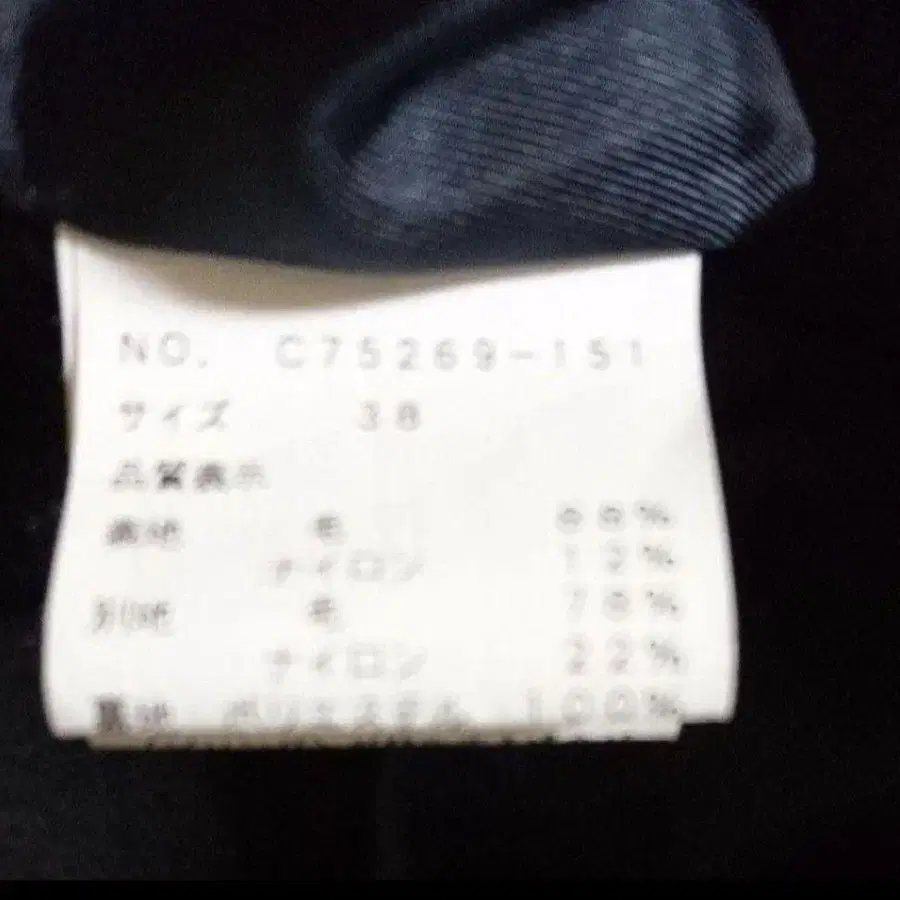 NO. C75269-151
サイズ 38
品質表示
表地 毛 88%
ナイロン 12%
別地 毛 78%
ナイロン 22%
裏地 ポリエステル 100%